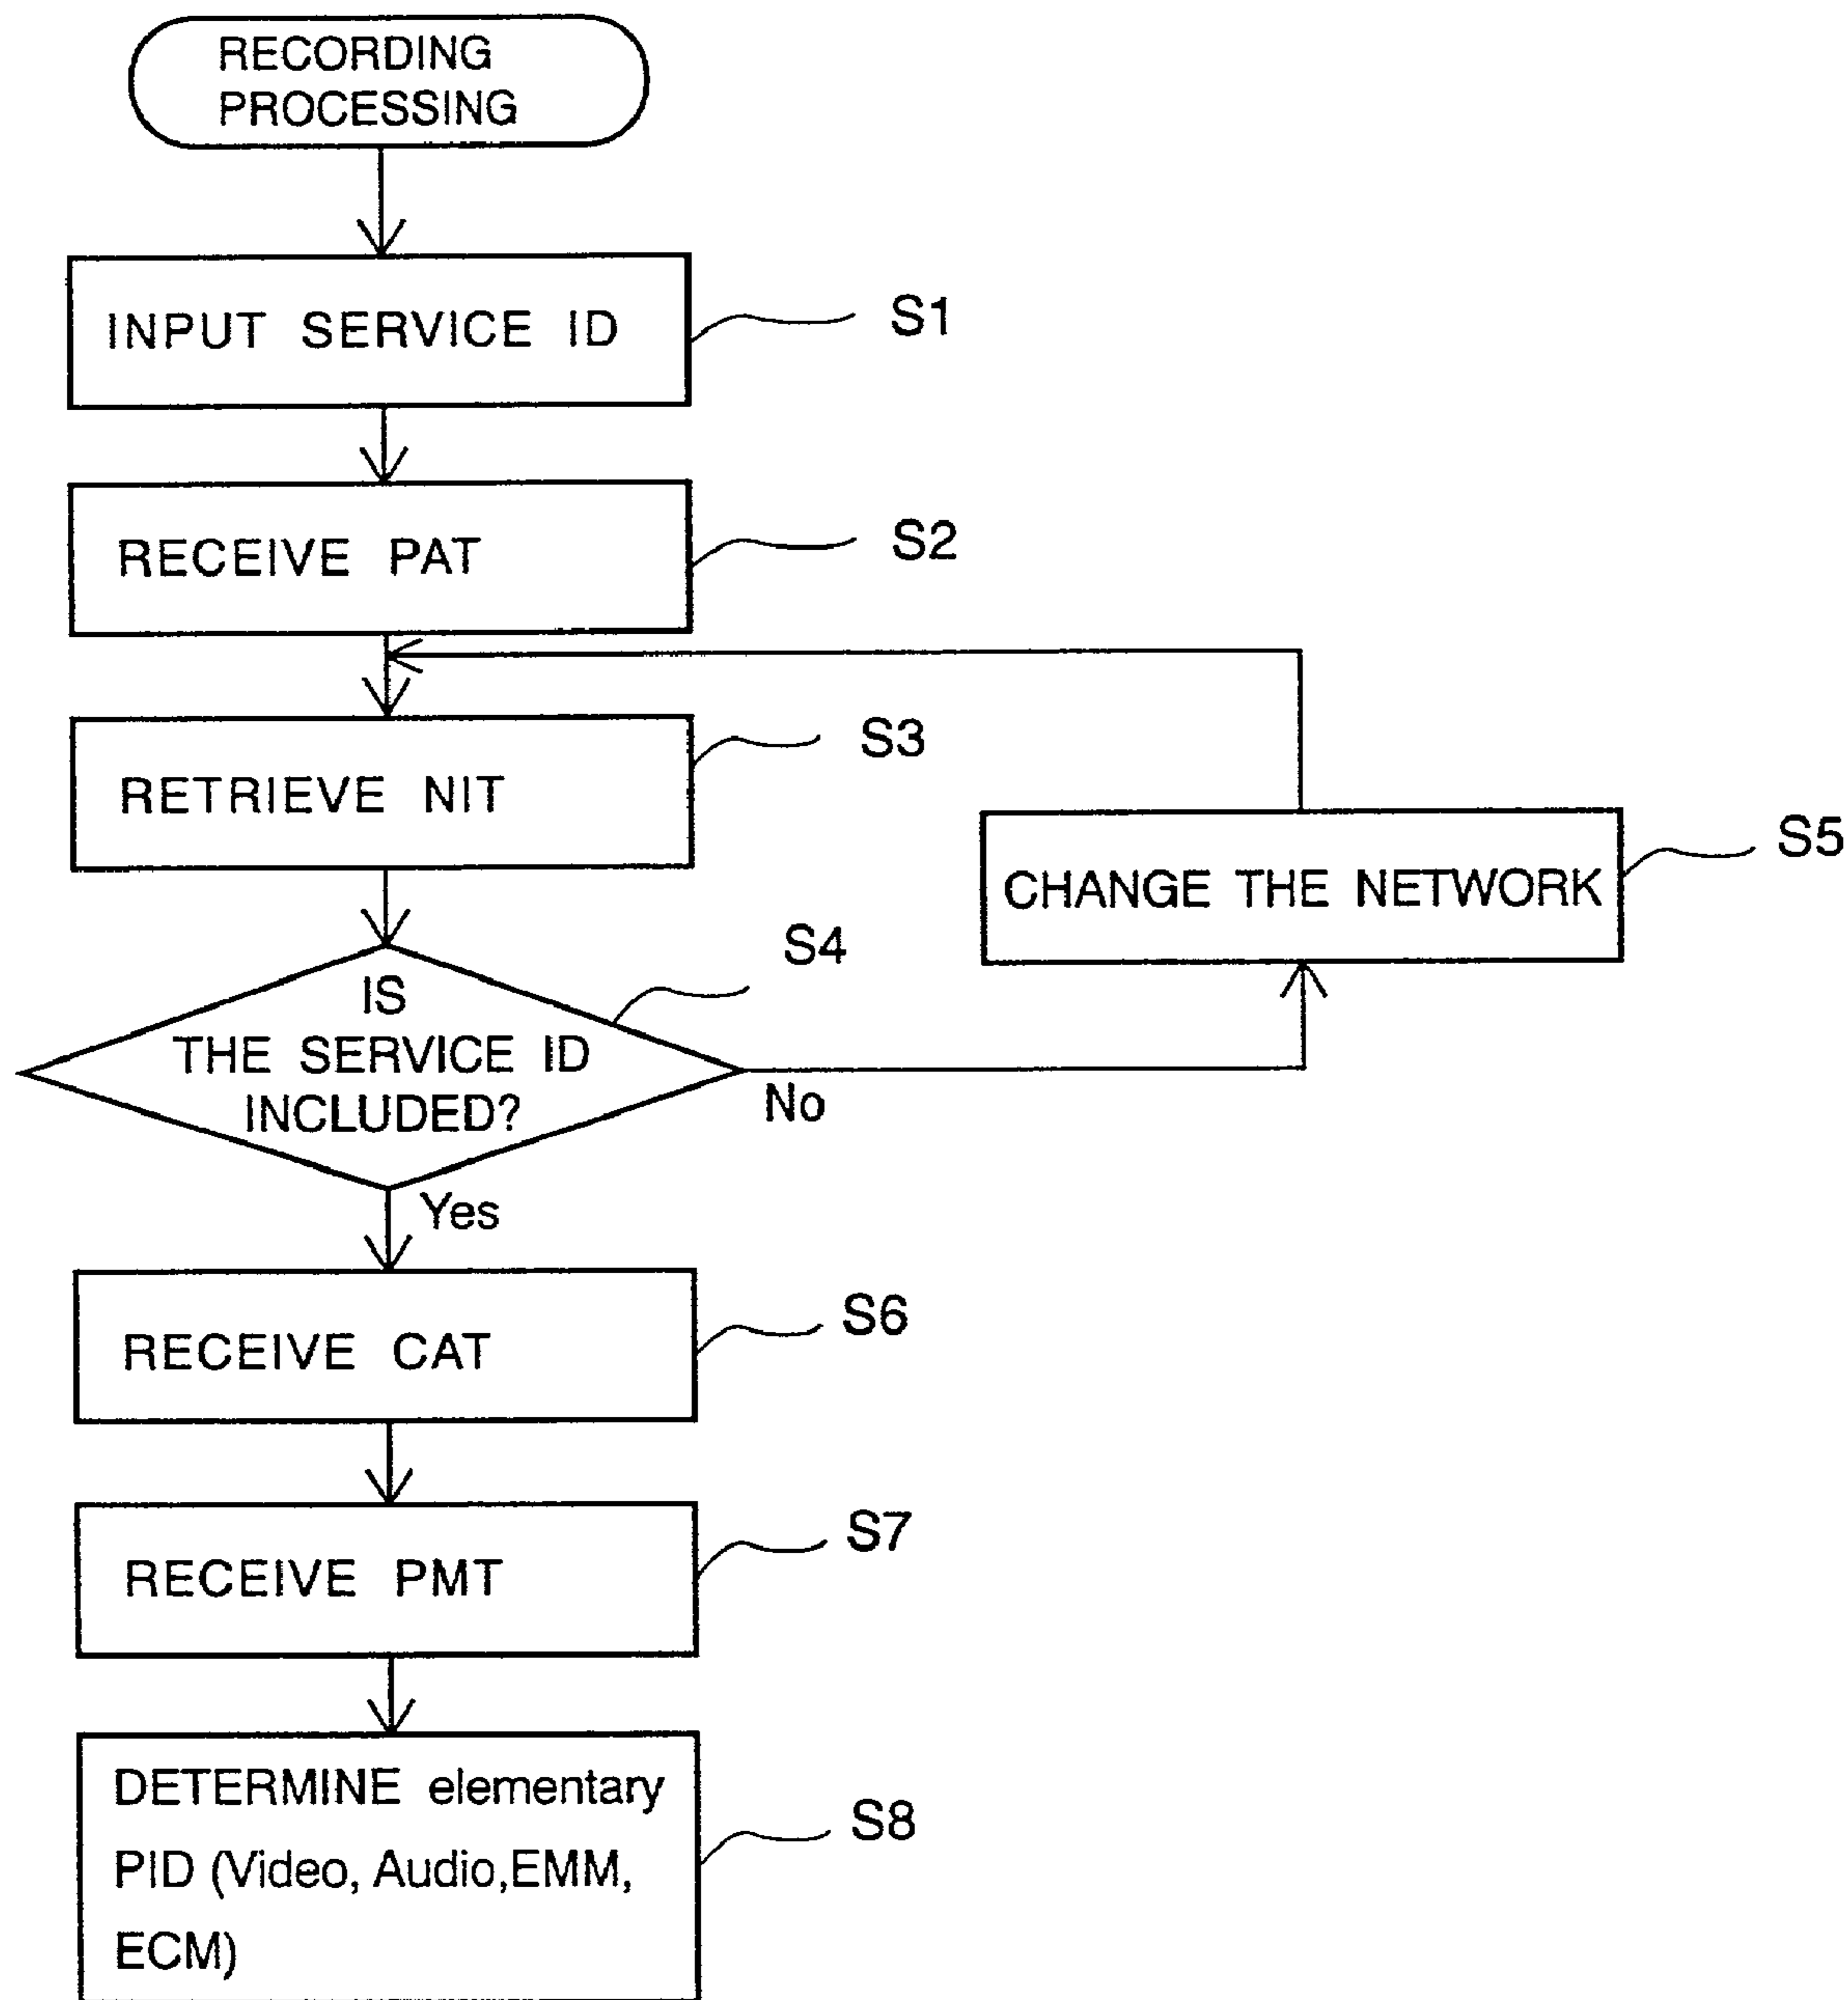 RECORDING
PROCESSING
INPUT SERVICE ID
S1
RECEIVE PAT
S2
RETRIEVE NIT
S3
CHANGE THE NETWORK
S5
IS
THE SERVICE ID
INCLUDED?
S4
No
Yes
RECEIVE CAT
S6
RECEIVE PMT
S7
DETERMINE elementary
PID (Video, Audio,EMM,
ECM)
S8